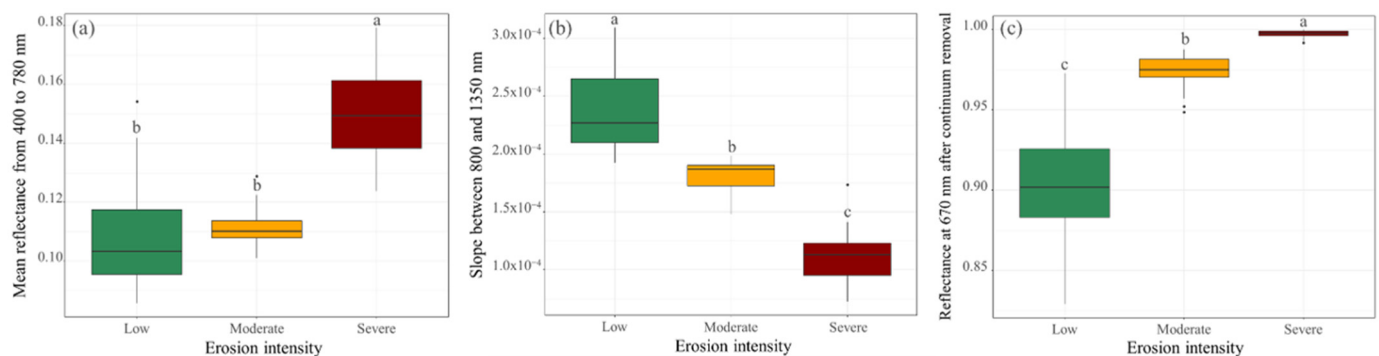 (a)
Mean reflectance from 400 to 780 nm
0.18
0.16
0.14
0.12
0.10
b
b
a
Low Moderate Severe
Erosion intensity
(b)
Slope between 800 and 1350 nm
3.0x10⁻⁴
2.5x10⁻⁴
2.0x10⁻⁴
1.5x10⁻⁴
1.0x10⁻⁴
a
b
c
Low Moderate Severe
Erosion intensity
(c)
Reflectance at 670 nm after continuum removal
1.00
0.95
0.90
0.85
c
b
a
Low Moderate Severe
Erosion intensity